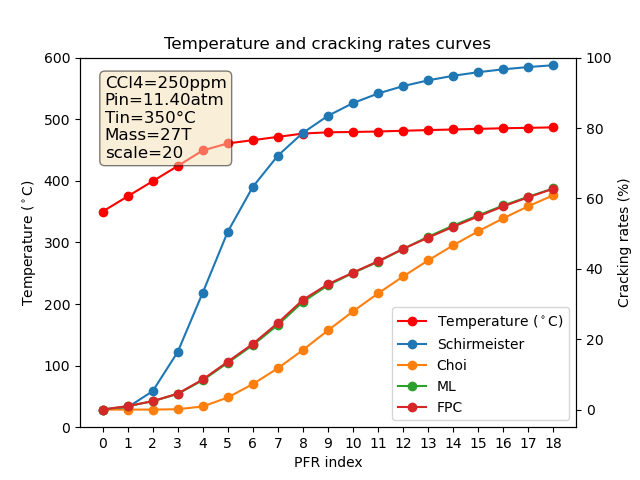 Temperature and cracking rates curves
CCl4=250ppm
Pin=11.40atm
Tin=350°C
Mass=27T
scale=20
600
500
400
300
200
100
0
Temperature (°C)
100
80
60
40
20
0
Cracking rates (%)
Temperature (°C)
Schirmeister
Choi
ML
FPC
0 1 2 3 4 5 6 7 8 9 10 11 12 13 14 15 16 17 18
PFR index